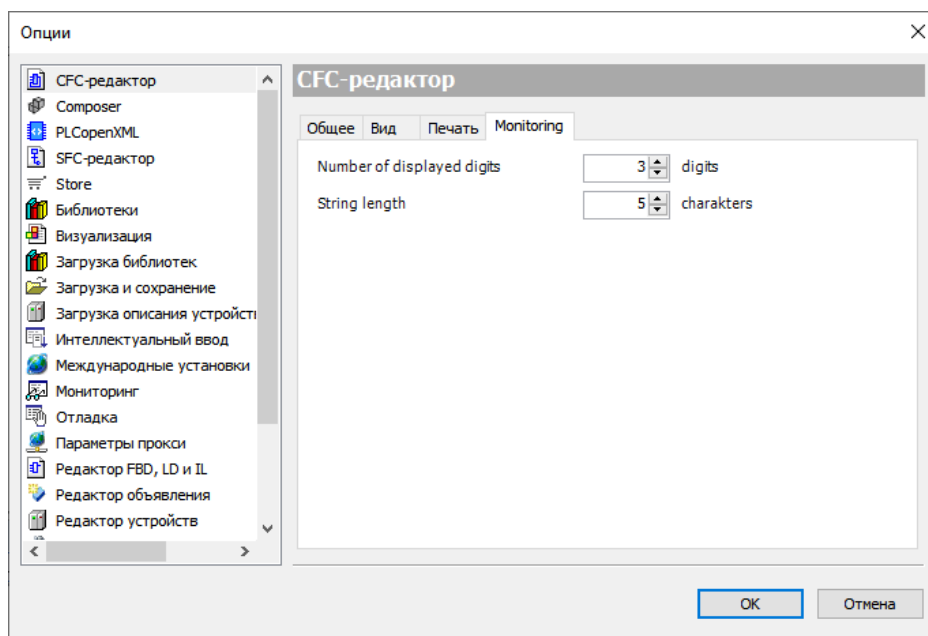 Опции
CFC-редактор
Composer
PLCopenXML
SFC-редактор
Store
Библиотеки
Визуализация
Загрузка библиотек
Загрузка и сохранение
Загрузка описания устройст
Интеллектуальный ввод
Международные установки
Мониторинг
Отладка
Параметры прокси
Редактор FBD, LD и IL
Редактор объявления
Редактор устройств
CFC-редактор
Общее Вид Печать Monitoring
Number of displayed digits 3 digits
String length 5 charakters
OK Отмена